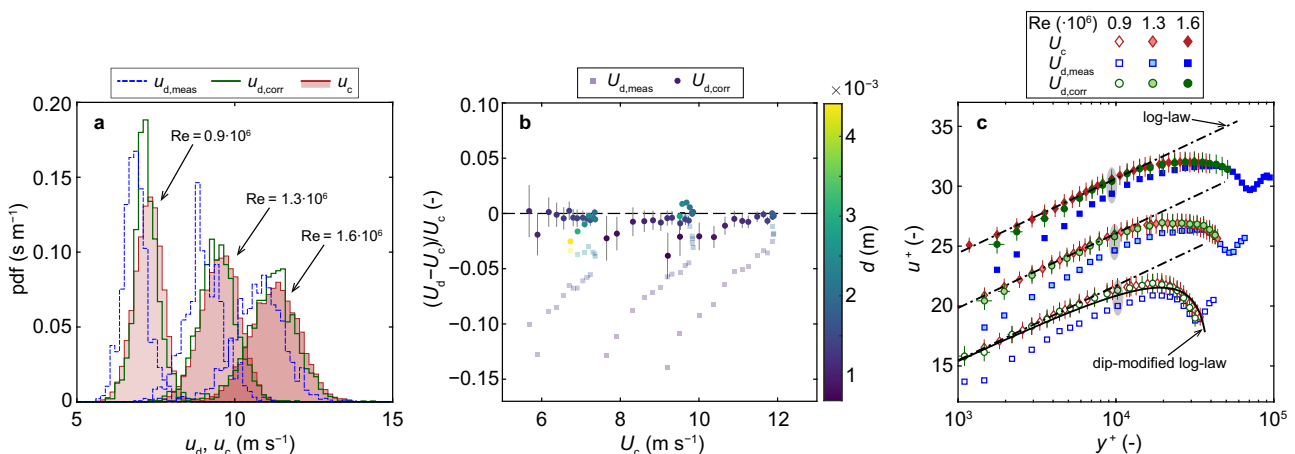 u_d,meas u_d,corr u_c
a
Re = 0.9·10⁶
Re = 1.3·10⁶
Re = 1.6·10⁶
0.20
0.15
0.10
0.05
0
pdf (s m⁻¹)
5 10 15
u_d, u_c (m s⁻¹)
U_d,meas U_d,corr
b
0.10
0.05
0
−0.05
−0.10
−0.15
(U_d – U_c)/U_c (-)
6 8 10 12
U_c (m s⁻¹)
×10⁻³
4
3
2
1
d (m)
Re (·10⁶) 0.9 1.3 1.6
U_c
U_d,meas
U_d,corr
c
log-law
dip-modified log-law
35
30
25
20
15
u⁺ (-)
10³ 10⁴ 10⁵
y⁺ (-)